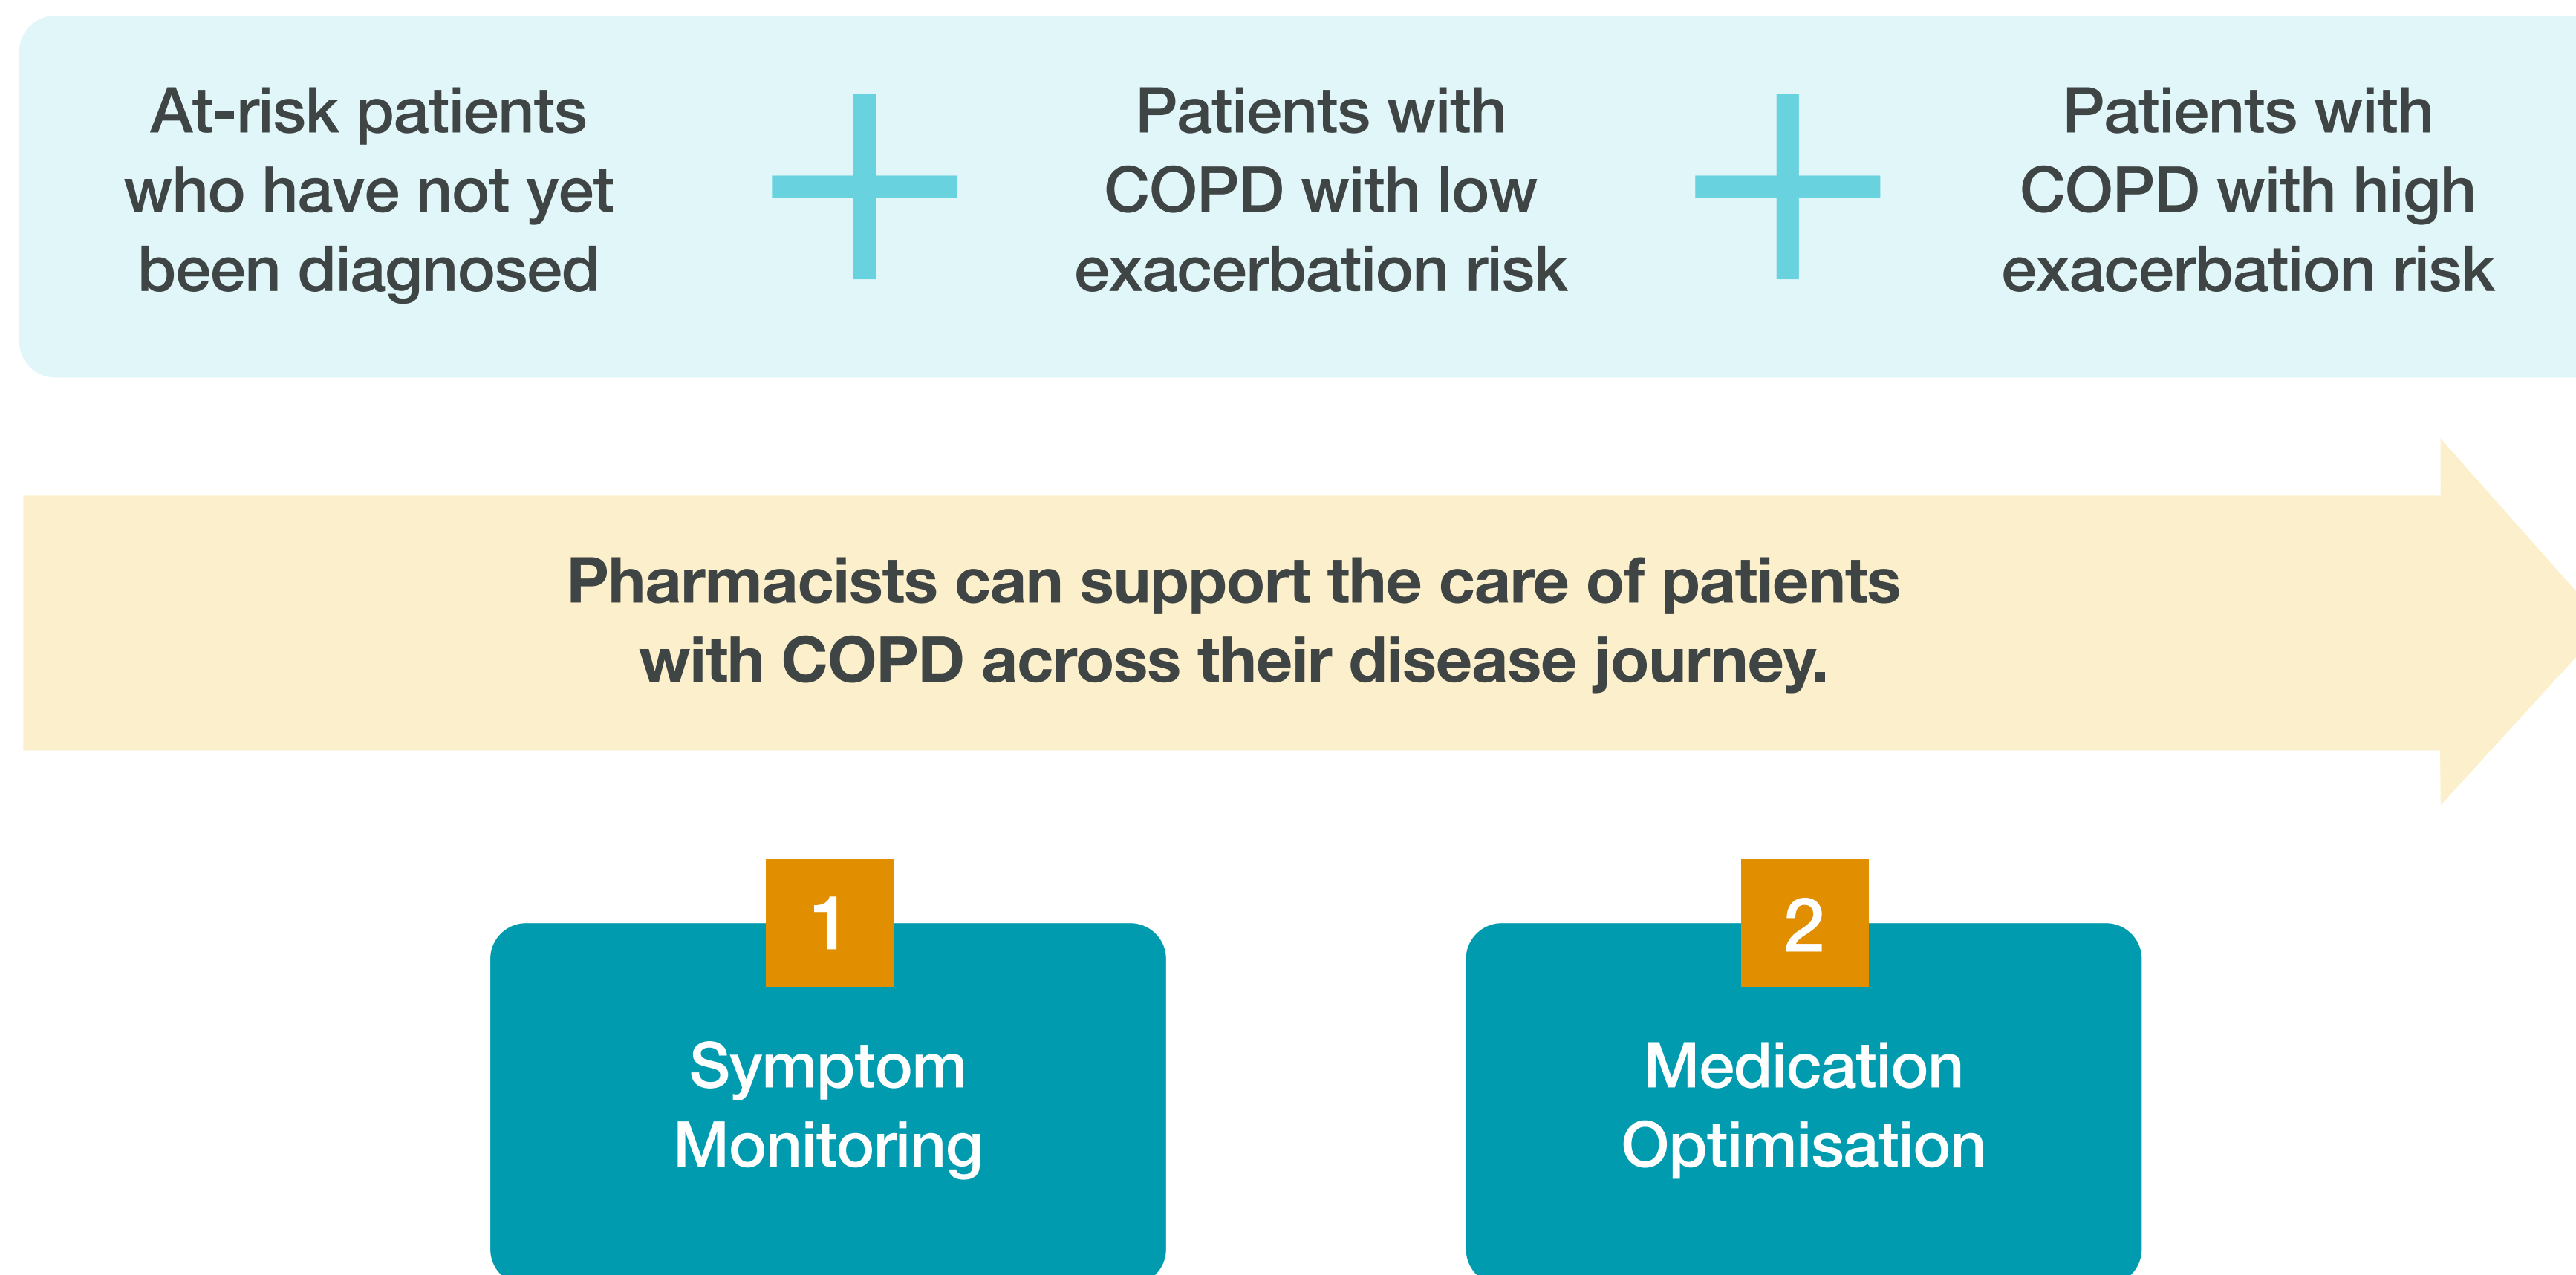 At-risk patients
who have not yet
been diagnosed
Patients with
COPD with low
exacerbation risk
Patients with
COPD with high
exacerbation risk
Pharmacists can support the care of patients
with COPD across their disease journey.
1
Symptom
Monitoring
2
Medication
Optimisation